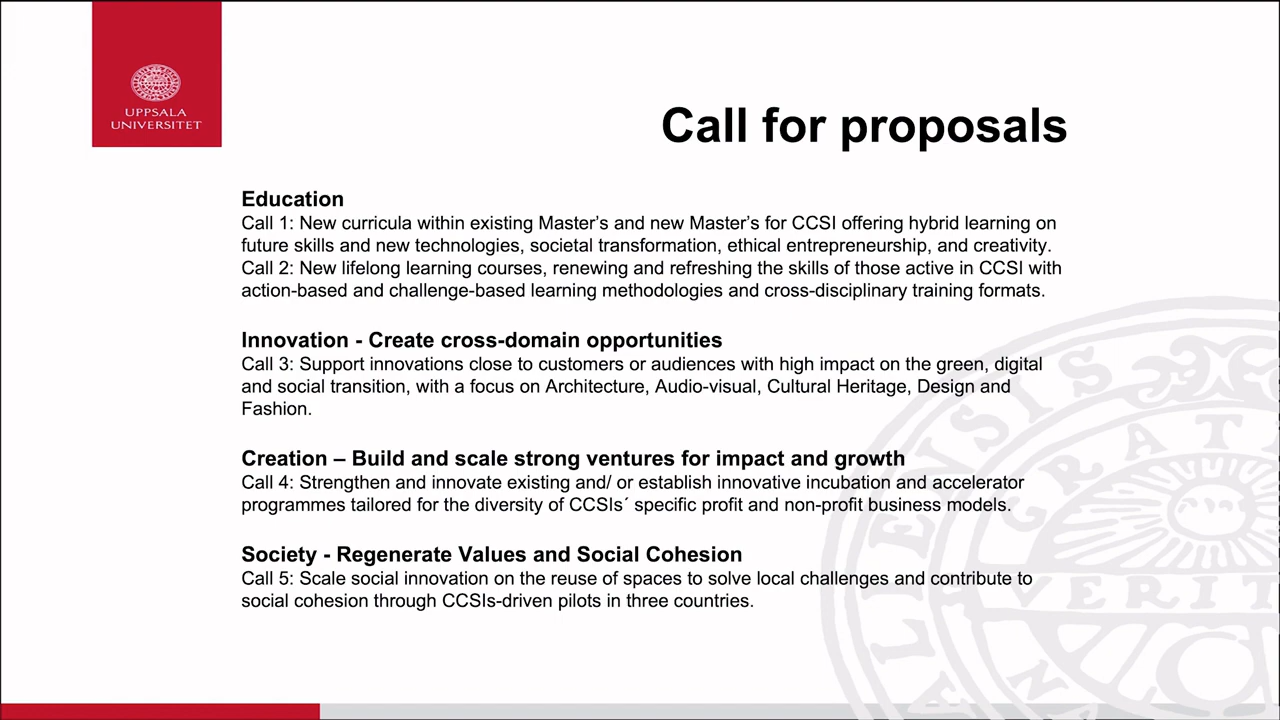 UPPSALA
UNIVERSITET
Call for proposals
Education
Call 1: New curricula within existing Master’s and new Master’s for CCSI offering hybrid learning on
future skills and new technologies, societal transformation, ethical entrepreneurship, and creativity.
Call 2: New lifelong learning courses, renewing and refreshing the skills of those active in CCSI with
action-based and challenge-based learning methodologies and cross-disciplinary training formats.
Innovation - Create cross-domain opportunities
Call 3: Support innovations close to customers or audiences with high impact on the green, digital
and social transition, with a focus on Architecture, Audio-visual, Cultural Heritage, Design and
Fashion.
Creation – Build and scale strong ventures for impact and growth
Call 4: Strengthen and innovate existing and/ or establish innovative incubation and accelerator
programmes tailored for the diversity of CCSIs´ specific profit and non-profit business models.
Society - Regenerate Values and Social Cohesion
Call 5: Scale social innovation on the reuse of spaces to solve local challenges and contribute to
social cohesion through CCSIs-driven pilots in three countries.